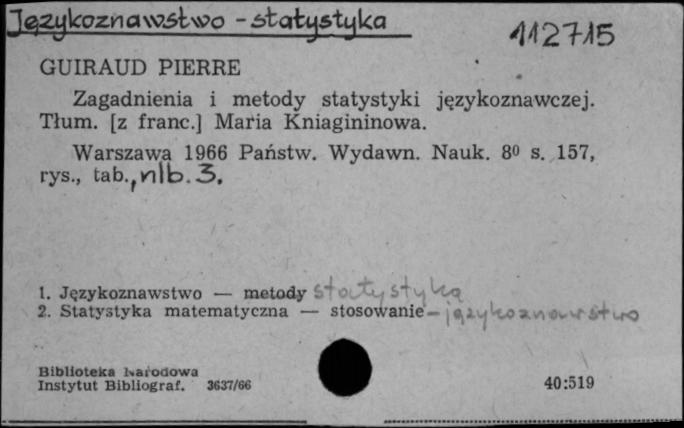 Językoznawstwo - statystyka
112715
GUIRAUD PIERRE
Zagadnienia i metody statystyki językoznawczej.
Tłum. [z franc.] Maria Kniagininowa.
Warszawa 1966 Państw. Wydawn. Nauk. 8⁰ s. 157,
rys., tab., nlb. 3.
1. Językoznawstwo — metody statystyką
2. Statystyka matematyczna — stosowanie - językoznawstwo
Biblioteka Narodowa
Instytut Bibliograf. 3637/66
40:519